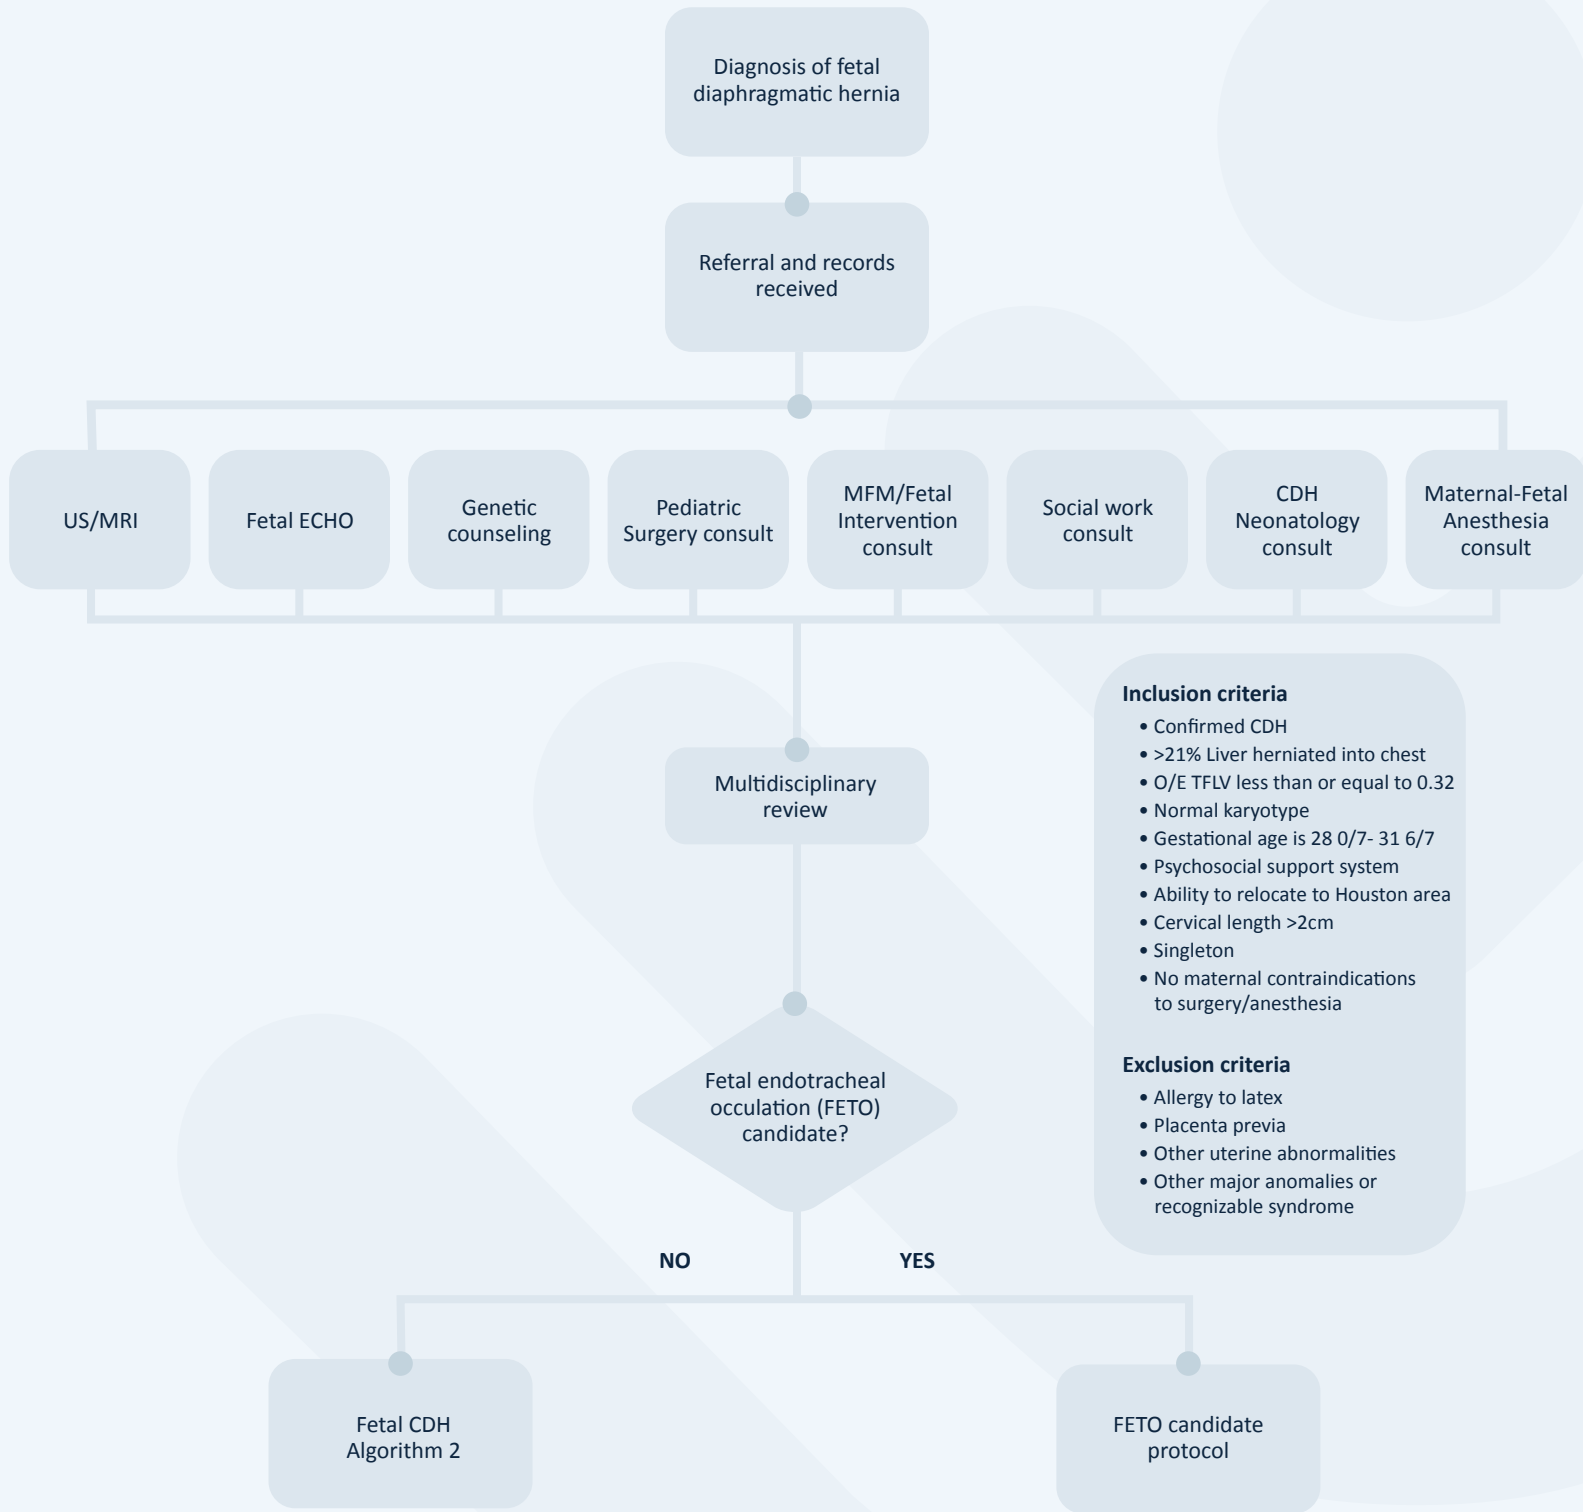 Diagnosis of fetal
diaphragmatic hernia
Referral and records
received
US/MRI
Fetal ECHO
Genetic
counseling
Pediatric
Surgery consult
MFM/Fetal
Intervention
consult
Social work
consult
CDH
Neonatology
consult
Maternal-Fetal
Anesthesia
consult
Multidisciplinary
review
Inclusion criteria
• Confirmed CDH
• >21% Liver herniated into chest
• O/E TFLV less than or equal to 0.32
• Normal karyotype
• Gestational age is 28 0/7- 31 6/7
• Psychosocial support system
• Ability to relocate to Houston area
• Cervical length >2cm
• Singleton
• No maternal contraindications
to surgery/anesthesia
Exclusion criteria
• Allergy to latex
• Placenta previa
• Other uterine abnormalities
• Other major anomalies or
recognizable syndrome
Fetal endotracheal
occulation (FETO)
candidate?
NO
YES
Fetal CDH
Algorithm 2
FETO candidate
protocol